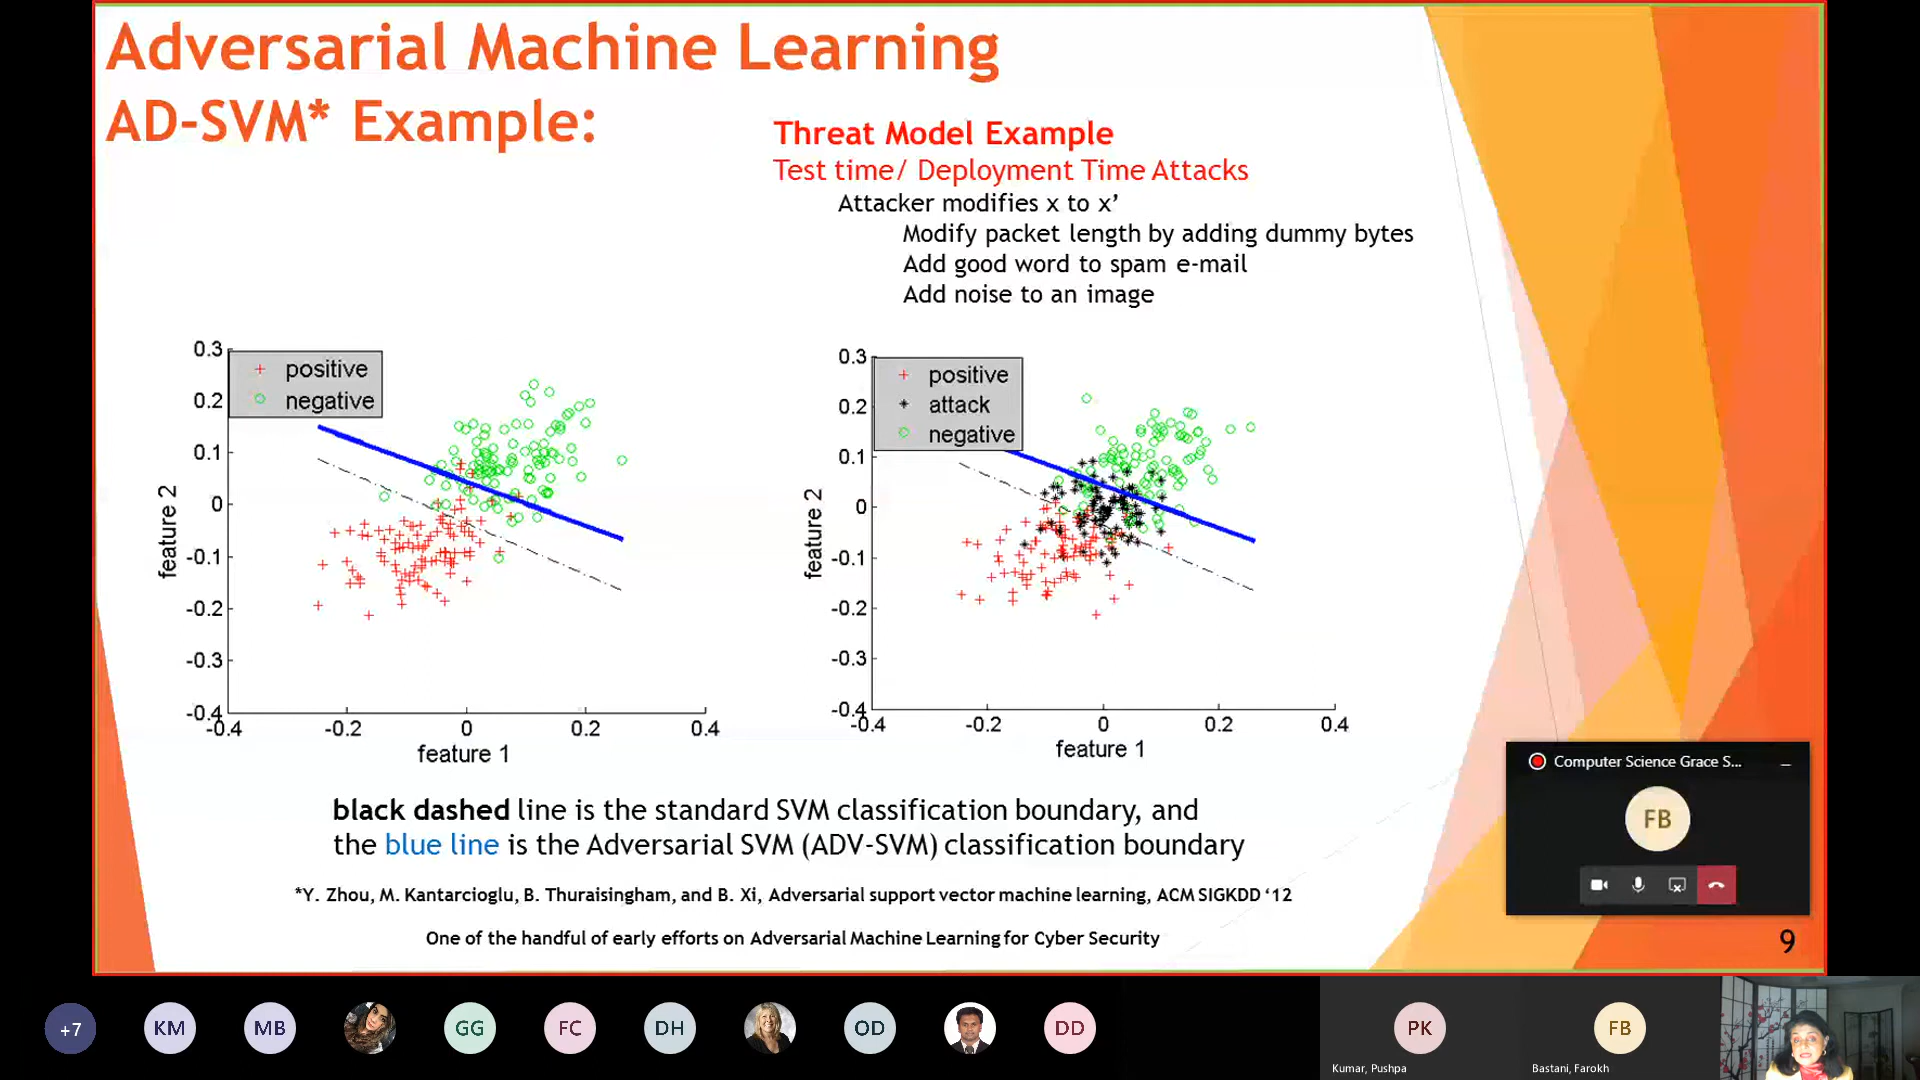 Adversarial Machine Learning
AD-SVM* Example:
Threat Model Example
Test time/ Deployment Time Attacks
Attacker modifies x to x’
Modify packet length by adding dummy bytes
Add good word to spam e-mail
Add noise to an image
0.3
positive
negative
0.2
0.1
0
-0.1
-0.2
-0.3
-0.4
feature 2
-0.4
-0.2
0
0.2
0.4
feature 1
0.3
positive
attack
negative
0.2
0.1
0
-0.1
-0.2
-0.3
-0.4
feature 2
-0.4
-0.2
0
0.2
0.4
feature 1
black dashed line is the standard SVM classification boundary, and
the blue line is the Adversarial SVM (ADV-SVM) classification boundary
*Y. Zhou, M. Kantarcioglu, B. Thuraisingham, and B. Xi, Adversarial support vector machine learning, ACM SIGKDD ‘12
One of the handful of early efforts on Adversarial Machine Learning for Cyber Security
Computer Science Grace S...
FB
9
+7
KM
MB
GG
FC
DH
OD
DD
PK
Kumar, Pushpa
FB
Bastani, Farokh